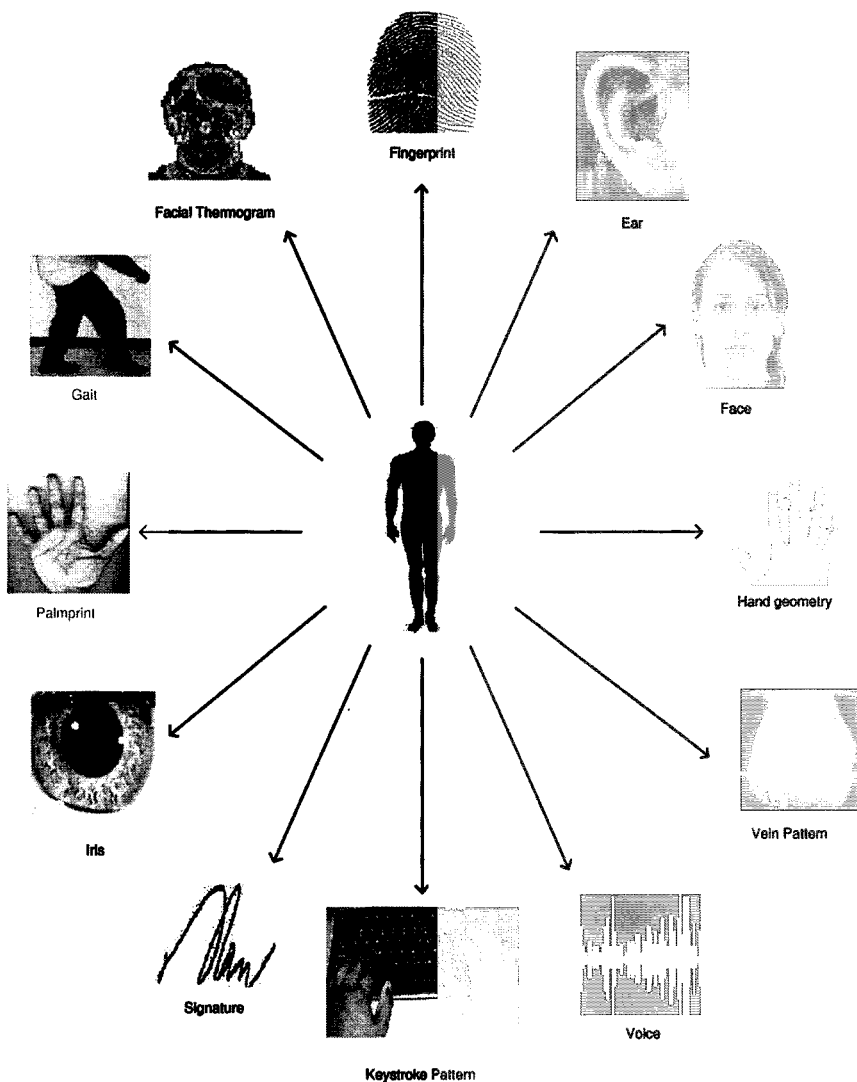 Fingerprint
Facial Thermogram
Ear
Gait
Face
Palmprint
Hand geometry
Iris
Vein Pattern
Signature
Voice
Keystroke Pattern